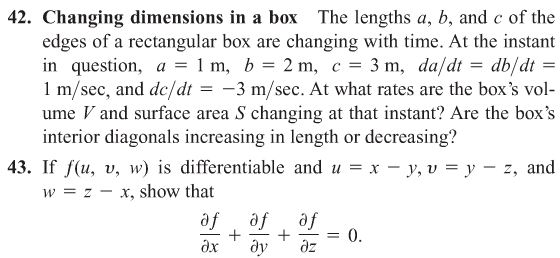 42. Changing dimensions in a box The lengths a, b, and c of the
edges of a rectangular box are changing with time. At the instant
in question, a = 1 m, b = 2 m, c = 3 m, da/dt = db/dt =
1 m/sec, and dc/dt = −3 m/sec. At what rates are the box's vol-
ume V and surface area S changing at that instant? Are the box's
interior diagonals increasing in length or decreasing?
43. If f(u, v, w) is differentiable and u = x − y, v = y − z, and
w = z − x, show that
∂f/∂x + ∂f/∂y + ∂f/∂z = 0.